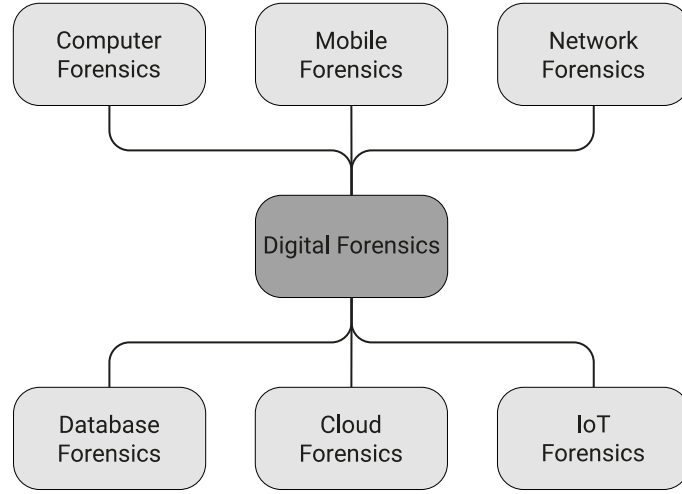 Computer
Forensics
Mobile
Forensics
Network
Forensics
Digital Forensics
Database
Forensics
Cloud
Forensics
IoT
Forensics